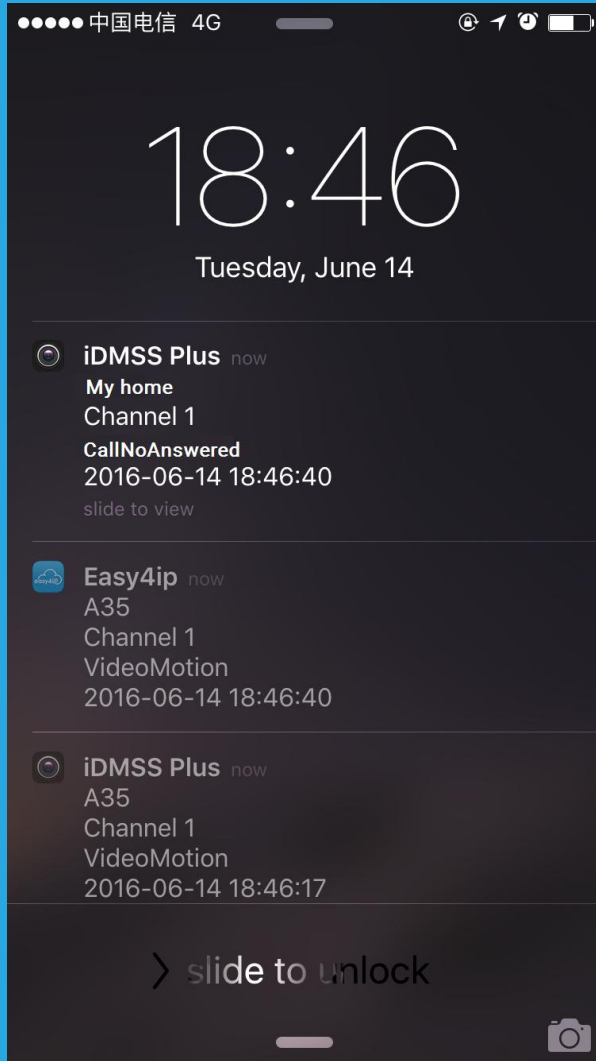 中国电信 4G
18:46
Tuesday, June 14
iDMSS Plus now
My home
Channel 1
CallNoAnswered
2016-06-14 18:46:40
slide to view
easy4ip
Easy4ip now
A35
Channel 1
VideoMotion
2016-06-14 18:46:40
iDMSS Plus now
A35
Channel 1
VideoMotion
2016-06-14 18:46:17
slide to unlock